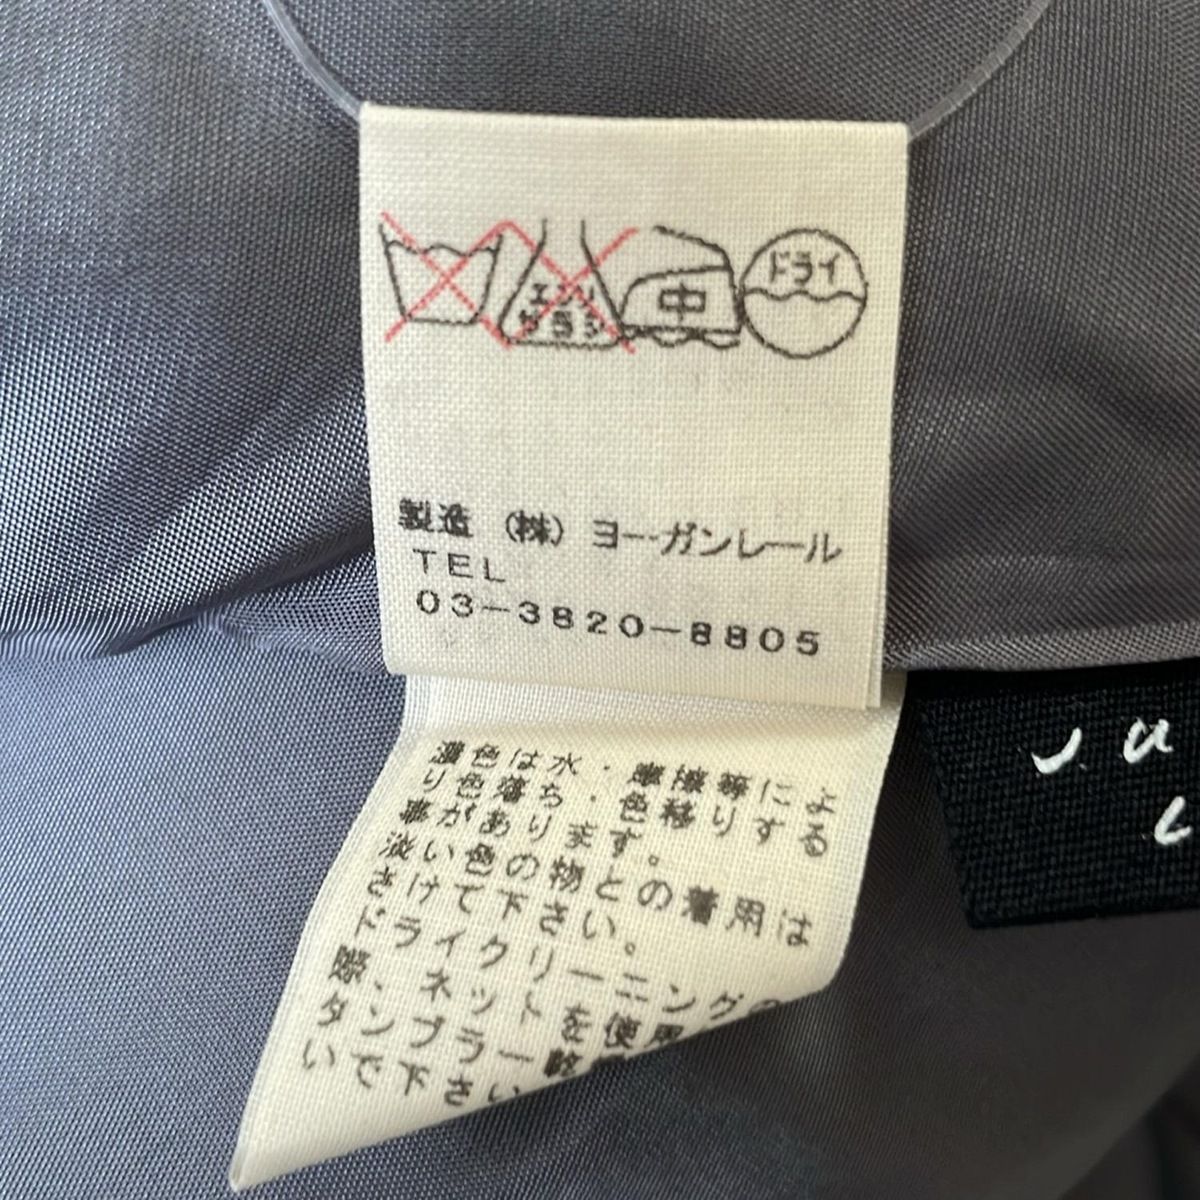 エンソ
サラシ
中
ドライ
製造 (株) ヨーガンレール
TEL
03-3820-8805
濃色は水・摩擦等によ
り色落ち・色移りする
事があります。
淡い色の物との着用は
さけて下さい。
ドライクリーニング
際、ネットを使用
タンブラー乾
いで下さい